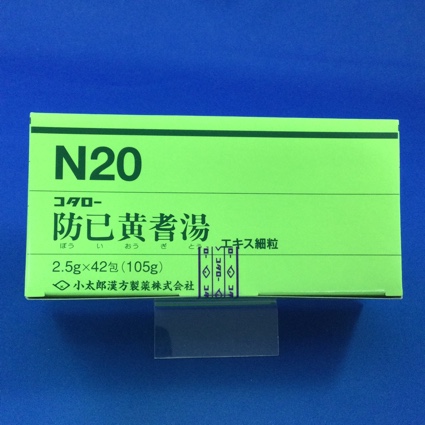 N20
コタロー
防已黄耆湯
エキス細粒
ぼういおうぎとう
2.5g×42包(105g)
小太郎漢方製薬株式会社